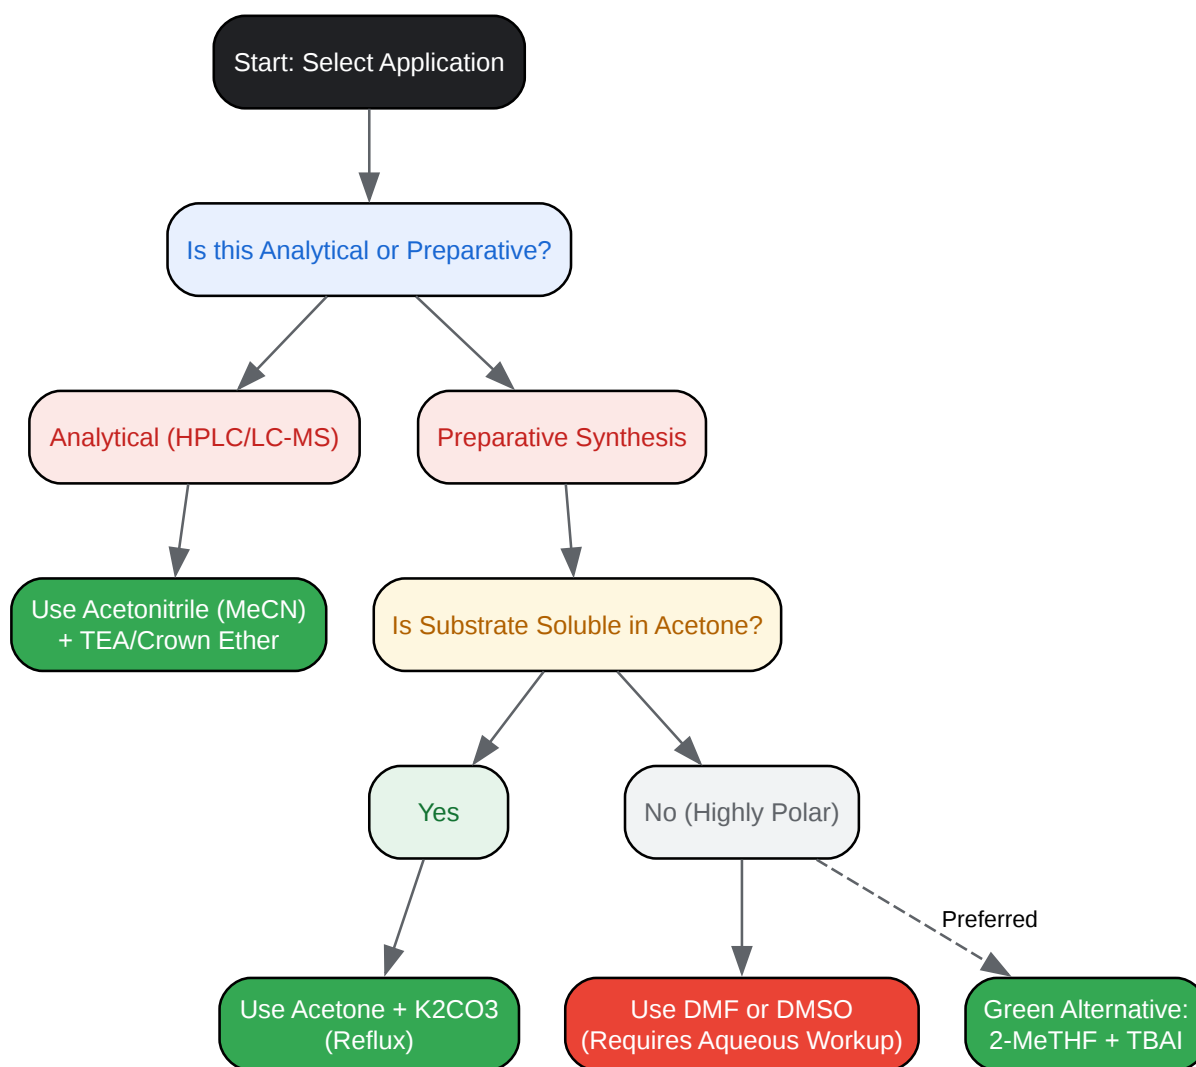 Start: Select Application
Is this Analytical or Preparative?
Analytical (HPLC/LC-MS)
Preparative Synthesis
Use Acetonitrile (MeCN)
+ TEA/Crown Ether
Is Substrate Soluble in Acetone?
Yes
No (Highly Polar)
Preferred
Use Acetone + K2CO3
(Reflux)
Use DMF or DMSO
(Requires Aqueous Workup)
Green Alternative:
2-MeTHF + TBAI